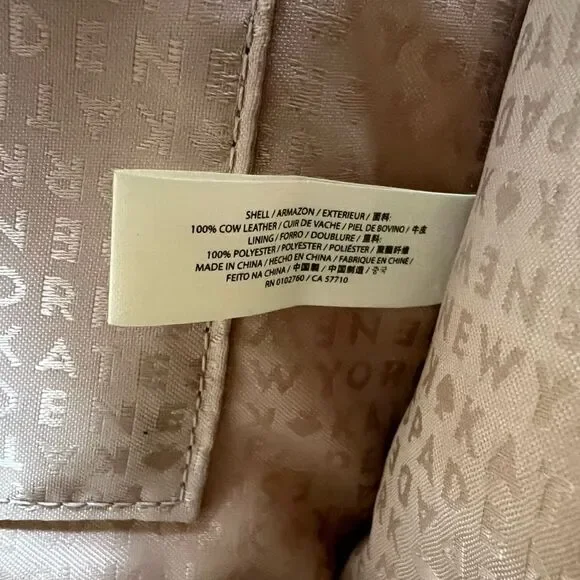 SHELL / ARMAZON / EXTERIEUR / 面料:
100% COW LEATHER / CUIR DE VACHE / PIEL DE BOVINO / 牛皮
LINING / FORRO / DOUBLURE / 里料:
100% POLYESTER / POLYESTER / POLIÉSTER / 聚酯纤维
MADE IN CHINA / HECHO EN CHINA / FABRIQUE EN CHINE /
FEITO NA CHINA / 中国製 / 中国制造 / 중국
RN 0102760 / CA 57710
NEW YORK
NEW